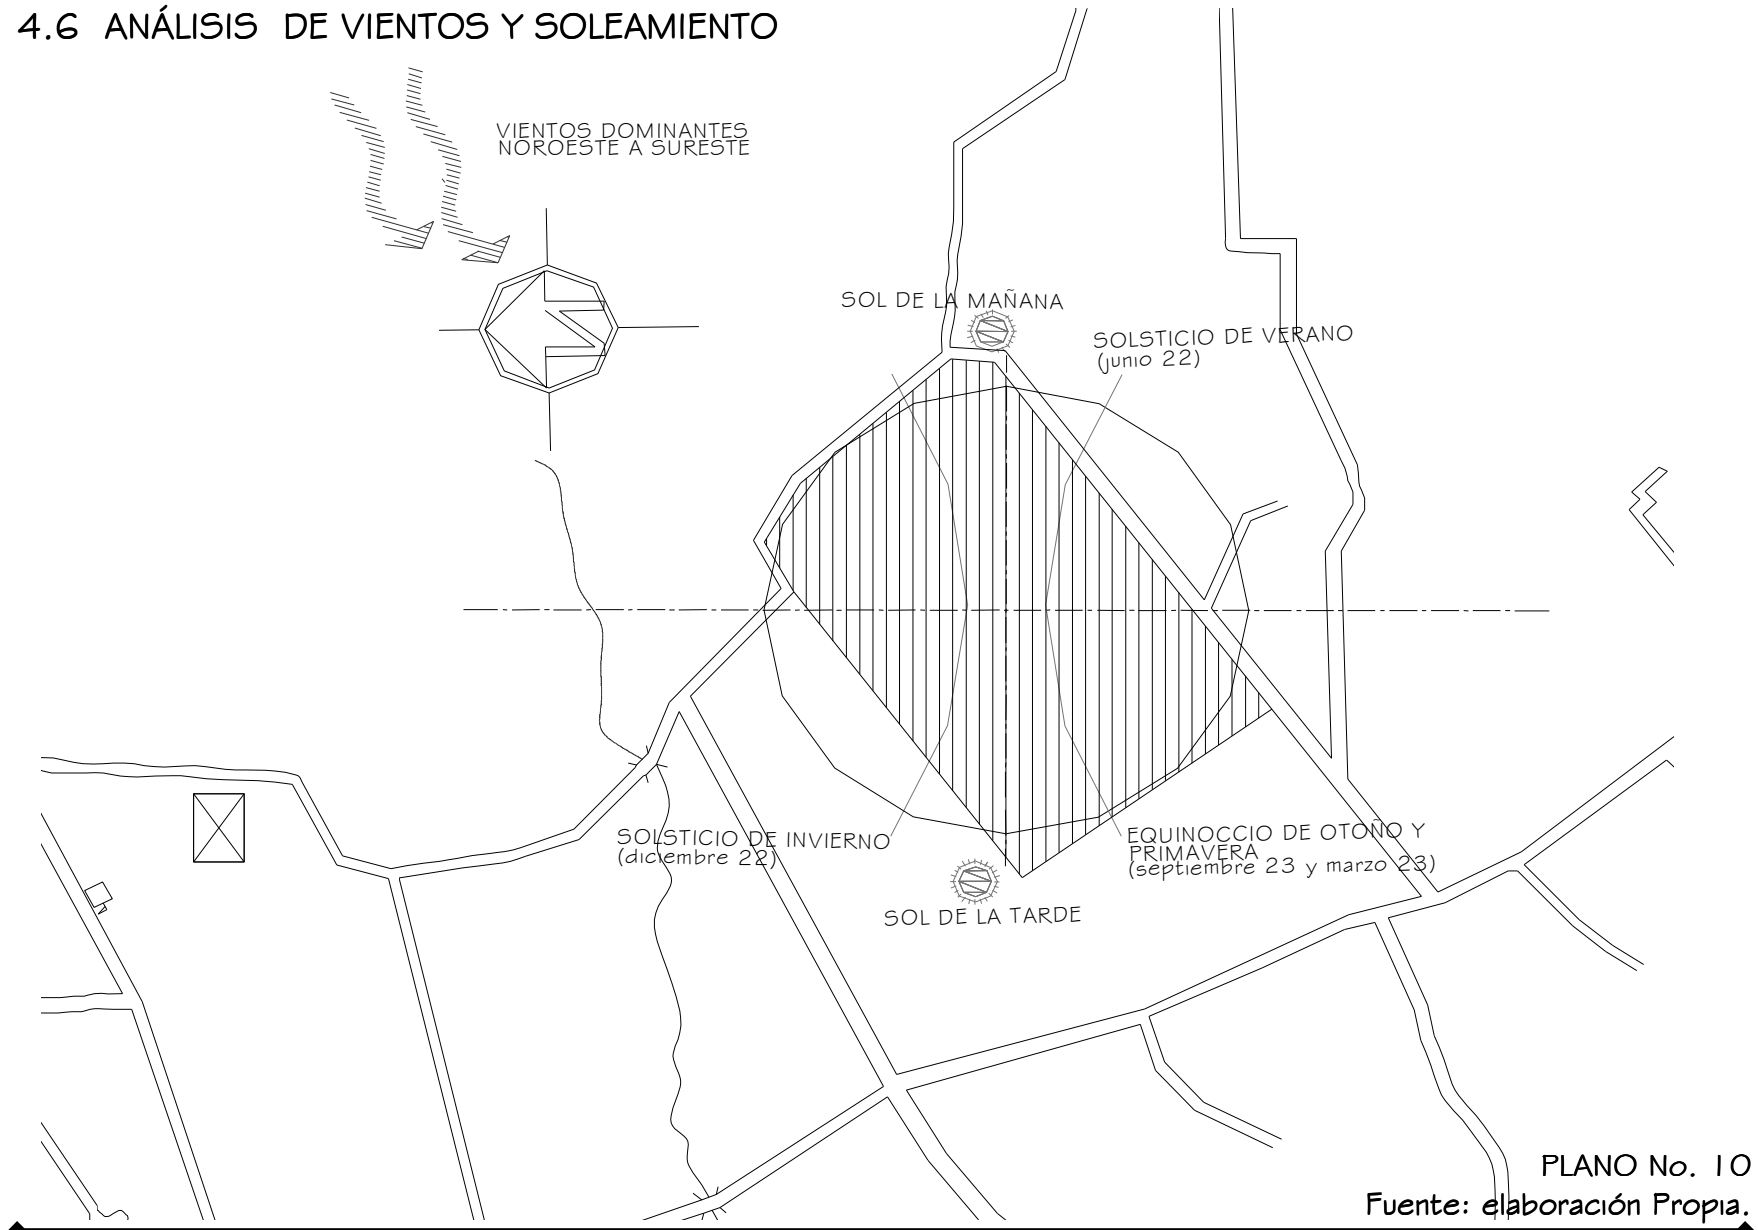 4.6 ANÁLISIS DE VIENTOS Y SOLEAMIENTO
VIENTOS DOMINANTES
NOROESTE A SURESTE
N
SOL DE LA MAÑANA
SOLSTICIO DE VERANO
(junio 22)
SOLSTICIO DE INVIERNO
(diciembre 22)
EQUINOCCIO DE OTOÑO Y
PRIMAVERA
(septiembre 23 y marzo 23)
SOL DE LA TARDE
PLANO No. 10
Fuente: elaboración Propia.